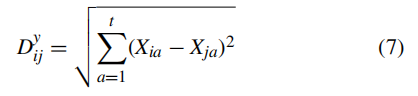 D^y_{ij} = \sqrt{\sum_{a=1}^{t} (X_{ia} − X_{ja})^2} (7)